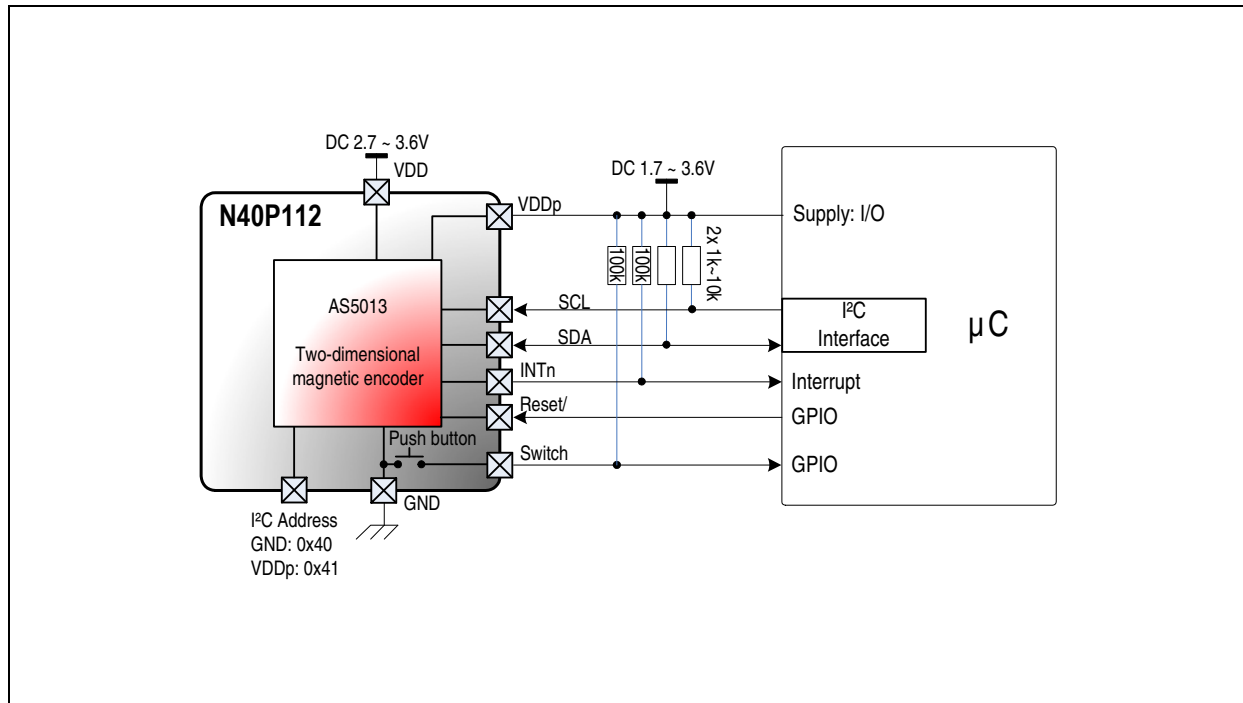 DC 2.7 ~ 3.6V
VDD
N40P112
AS5013
Two-dimensional
magnetic encoder
Push button
I²C Address
GND: 0x40
VDDp: 0x41
GND
VDDp
SCL
SDA
INTn
Reset/
Switch
DC 1.7 ~ 3.6V
100k
100k
2x 1k~10k
Supply: I/O
I²C
Interface
µC
Interrupt
GPIO
GPIO